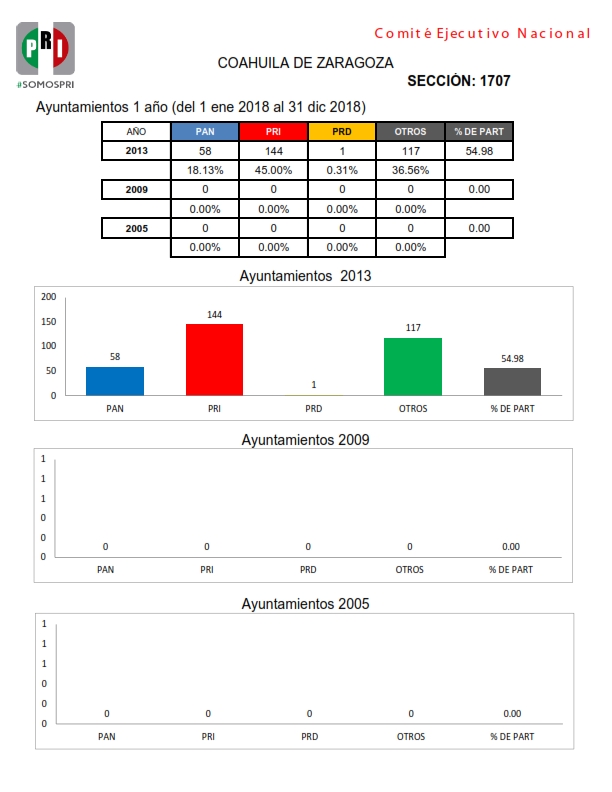 PRI
#SOMOSPRI
Comité Ejecutivo Nacional
COAHUILA DE ZARAGOZA
SECCIÓN: 1707
Ayuntamientos 1 año (del 1 ene 2018 al 31 dic 2018)
AÑO PAN PRI PRD OTROS % DE PART
2013 58 144 1 117 54.98
18.13% 45.00% 0.31% 36.56%
2009 0 0 0 0 0.00
0.00% 0.00% 0.00% 0.00%
2005 0 0 0 0 0.00
0.00% 0.00% 0.00% 0.00%
Ayuntamientos 2013
200
150
100
50
0
58 144 1 117 54.98
PAN PRI PRD OTROS % DE PART
Ayuntamientos 2009
1
1
1
0
0
0
0 0 0 0 0.00
PAN PRI PRD OTROS % DE PART
Ayuntamientos 2005
1
1
1
0
0
0
0 0 0 0 0.00
PAN PRI PRD OTROS % DE PART